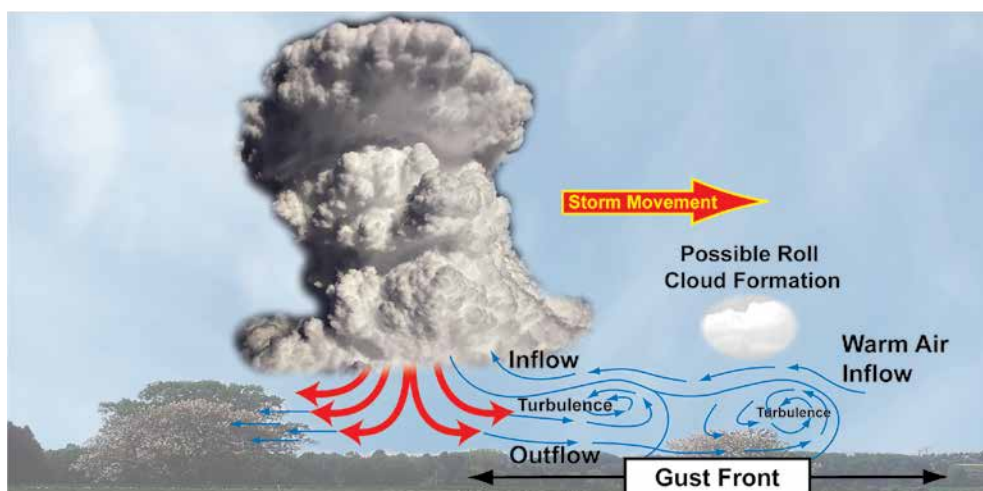 Storm Movement
Possible Roll
Cloud Formation
Inflow
Warm Air
Inflow
Turbulence
Turbulence
Outflow
Gust Front